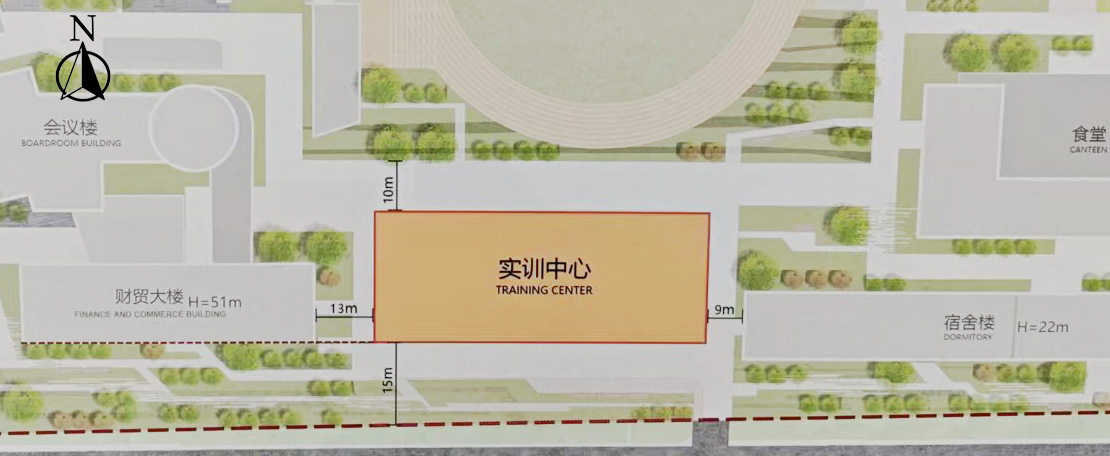 N
会议楼
BOARDROOM BUILDING
食堂
CANTEEN
10m
实训中心
TRAINING CENTER
财贸大楼 H=51m
FINANCE AND COMMERCE BUILDING
13m
9m
宿舍楼 H=22m
DORMITORY
15m